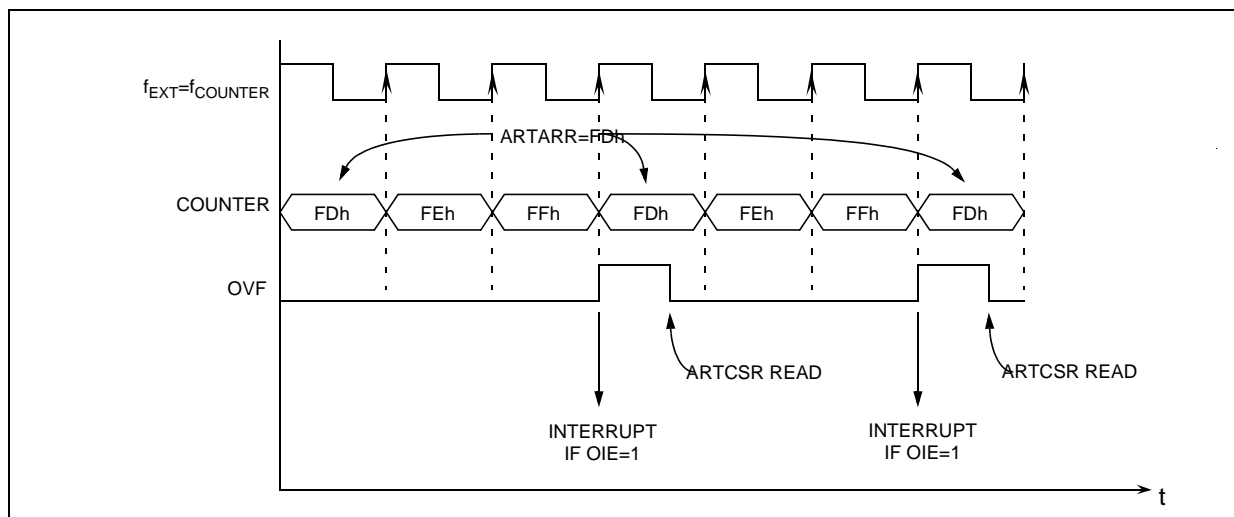 fEXT=fCOUNTER
ARTARR=FDh
COUNTER
FDh FEh FFh FDh FEh FFh FDh
OVF
ARTCSR READ
ARTCSR READ
INTERRUPT
IF OIE=1
INTERRUPT
IF OIE=1
t